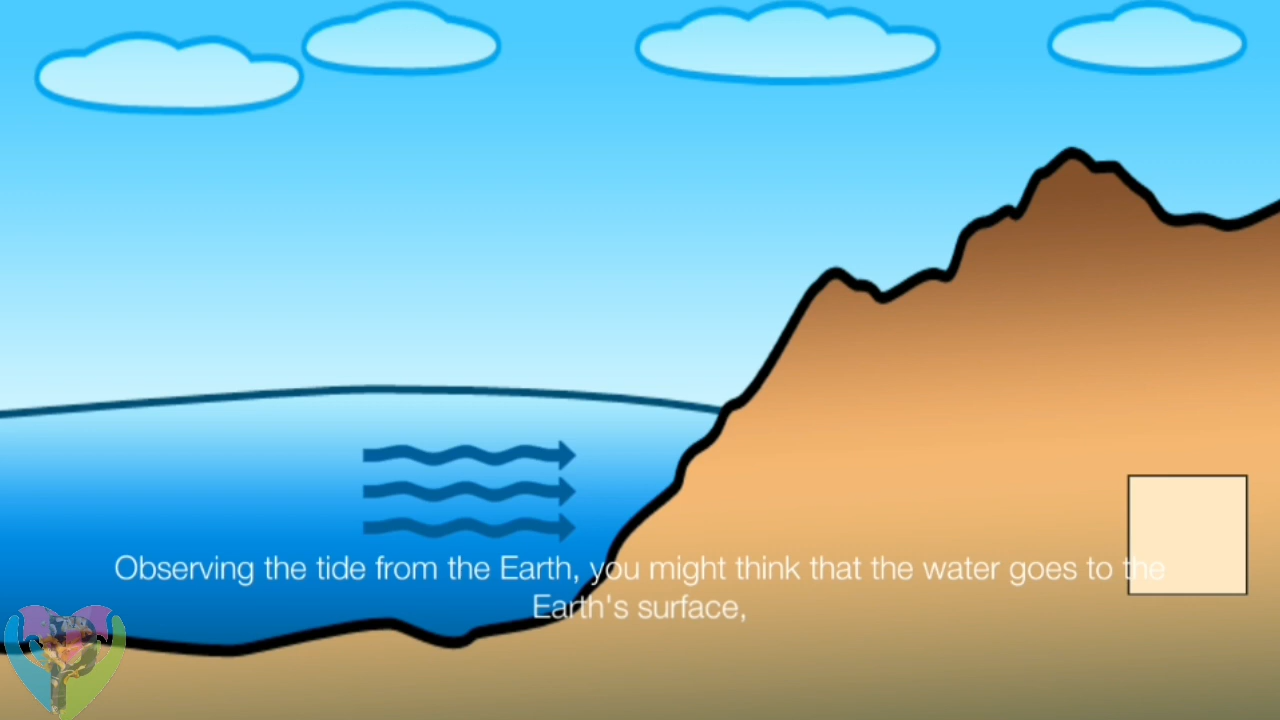 Observing the tide from the Earth, you might think that the water goes to the
Earth's surface,